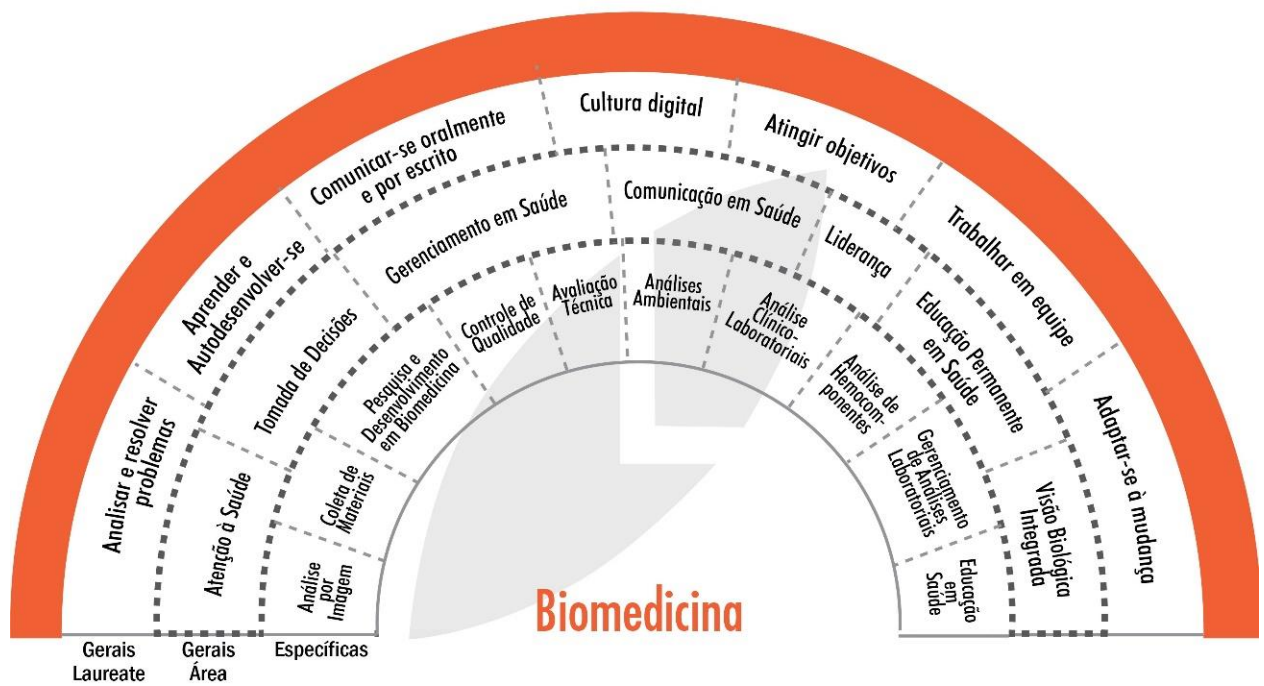 Analisar e resolver
problemas
Aprender e
Autodesenvolver-se
Comunicar-se oralmente
e por escrito
Cultura digital
Atingir objetivos
Trabalhar em equipe
Adaptar-se à mudança
Atenção à Saúde
Tomada de Decisões
Gerenciamento em Saúde
Comunicação em Saúde
Liderança
Educação Permanente
em Saúde
Visão Biológica
Integrada
Análise
por
Imagem
Coleta de
Materiais
Pesquisa e
Desenvolvimento
em Biomedicina
Controle de
Qualidade
Avaliação
Técnica
Análises
Ambientais
Análise
Clínico-
Laboratoriais
Análise de
Hemocom-
ponentes
Gerenciamento
de Análises
Laboratoriais
Educação
em
Saúde
Biomedicina
Gerais
Laureate
Gerais
Área
Específicas